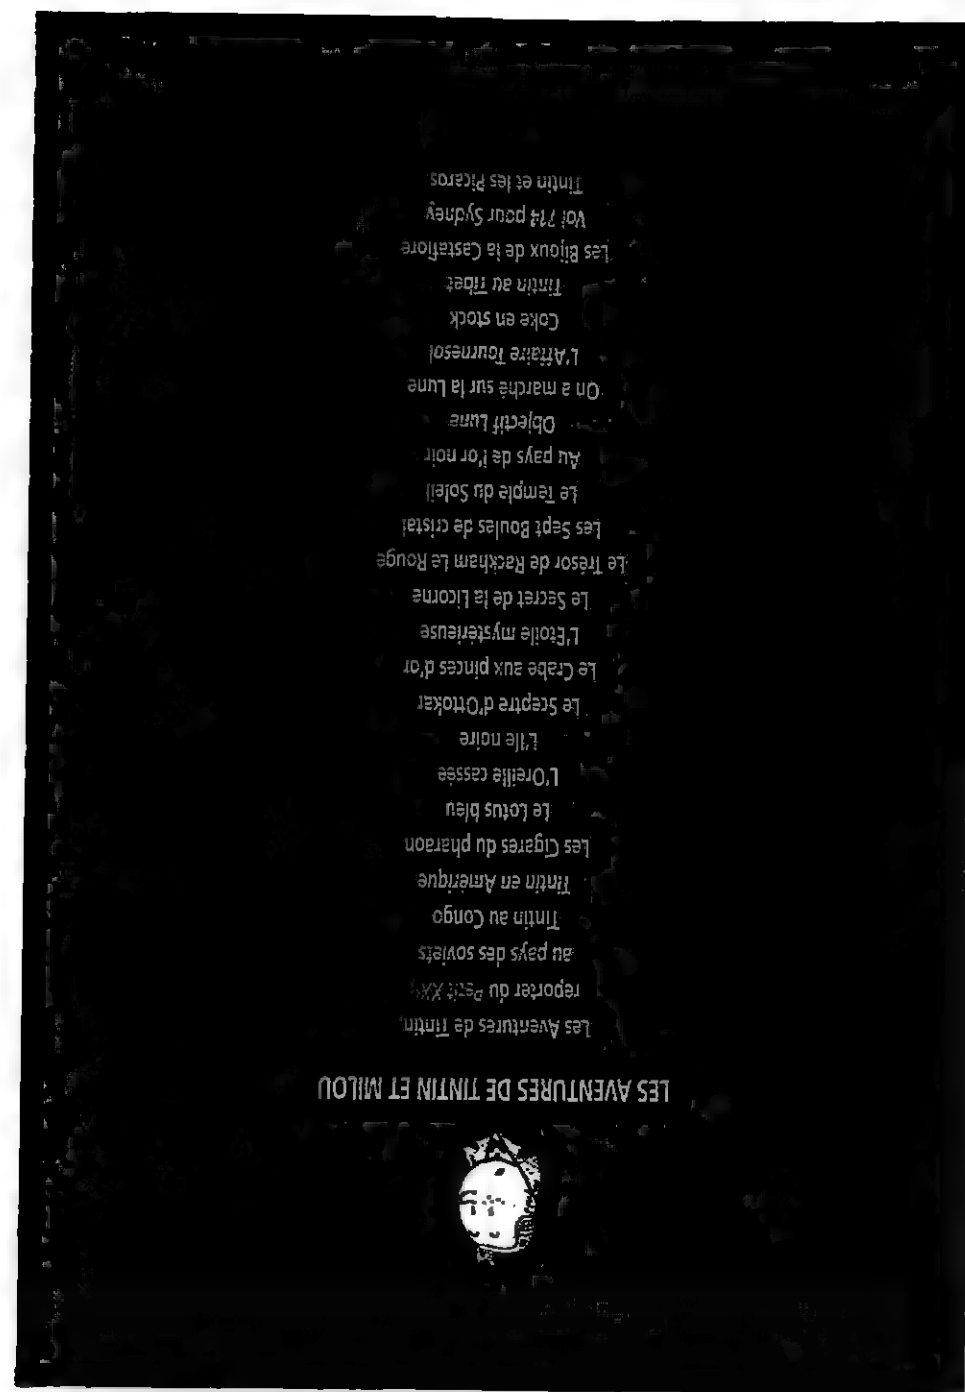 LES AVENTURES DE TINTIN ET MILOU
Les Aventures de Tintin,
reporter du Petit XXe
au pays des soviets
Tintin au Congo
Tintin en Amérique
Les Cigares du pharaon
Le Lotus bleu
L'Oreille cassée
L'Ile noire
Le Sceptre d'Ottokar
Le Crabe aux pinces d'or
L'Etoile mystérieuse
Le Secret de la Licorne
Le Trésor de Rackham Le Rouge
Les Sept Boules de cristal
Le Temple du Soleil
Au pays de l'or noir
Objectif Lune
On a marché sur la Lune
L'Affaire Tournesol
Coke en stock
Tintin au Tibet
Les Bijoux de la Castafiore
Vol 714 pour Sydney
Tintin et les Picaros